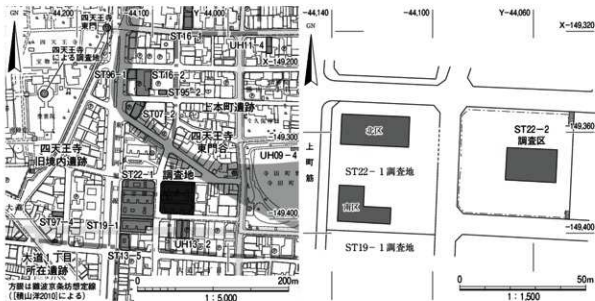 GN
-44,200
-44,100
Y-44,000
四天王寺
東門
四天王寺
による調査地
ST16-1
UH11-4
X-149,200
ST96-1
ST16-2
ST95-2
上本町遺跡
ST07-2
四天王寺
東門谷
-149,300
四天王寺
旧境内遺跡
UH09-4
ST22-1
調査地
ST97-4
ST19-1
-149,400
UH13-2
大道1丁目
所在遺跡
ST13-5
方眼は難波京条坊想定線
([積山洋2010]による)
0
200m
1:5,000
GN
-44,140
-44,100
Y-44,060
X-149,320
北区
ST22-2
調査区
-149,360
上町筋
ST22-1調査地
南区
-149,400
ST19-1調査地
0
50m
1:1,500